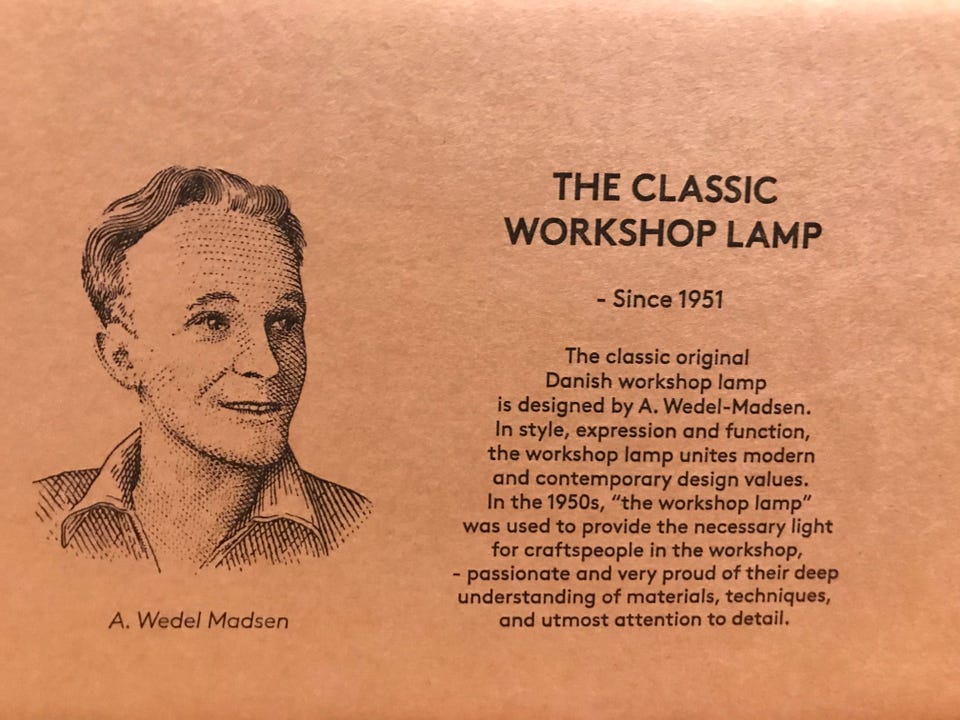 THE CLASSIC
WORKSHOP LAMP
- Since 1951
The classic original
Danish workshop lamp
is designed by A. Wedel-Madsen.
In style, expression and function,
the workshop lamp unites modern
and contemporary design values.
In the 1950s, “the workshop lamp”
was used to provide the necessary light
for craftspeople in the workshop,
- passionate and very proud of their deep
understanding of materials, techniques,
and utmost attention to detail.
A. Wedel Madsen